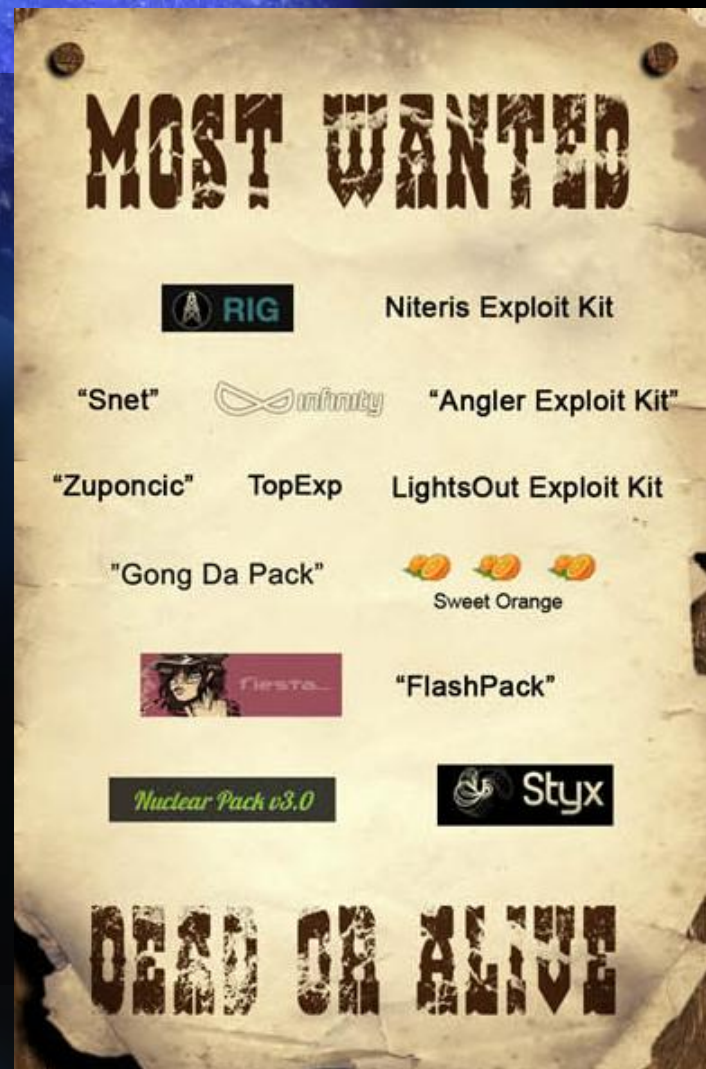 MOST WANTED
RIG Niteris Exploit Kit
“Snet” infinity “Angler Exploit Kit”
“Zuponcic” TopExp LightsOut Exploit Kit
”Gong Da Pack”
Sweet Orange
fiesta... “FlashPack”
Nuclear Pack v3.0 Styx
DEAD OR ALIVE